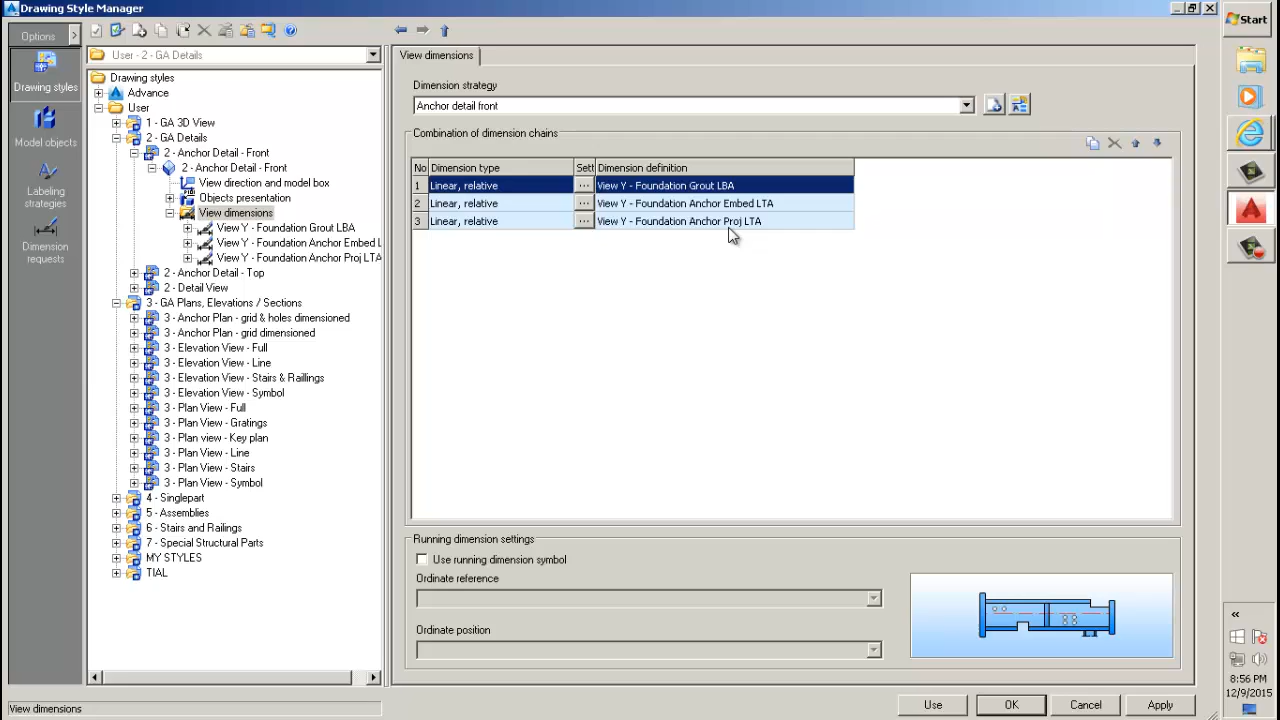 Drawing Style Manager
Options
Drawing styles
Model objects
Labeling
strategies
Dimension
requests
User - 2 - GA Details
Drawing styles
Advance
User
1 - GA 3D View
2 - GA Details
2 - Anchor Detail - Front
2 - Anchor Detail - Front
View direction and model box
Objects presentation
View dimensions
View Y - Foundation Grout LBA
View Y - Foundation Anchor Embed L
View Y - Foundation Anchor Proj LTA
2 - Anchor Detail - Top
2 - Detail View
3 - GA Plans, Elevations / Sections
3 - Anchor Plan - grid & holes dimensioned
3 - Anchor Plan - grid dimensioned
3 - Elevation View - Full
3 - Elevation View - Line
3 - Elevation View - Stairs & Raillings
3 - Elevation View - Symbol
3 - Plan View - Full
3 - Plan View - Gratings
3 - Plan view - Key plan
3 - Plan View - Line
3 - Plan View - Stairs
3 - Plan View - Symbol
4 - Singlepart
5 - Assemblies
6 - Stairs and Railings
7 - Special Structural Parts
MY STYLES
TIAL
View dimensions
View dimensions
Dimension strategy
Anchor detail front
Combination of dimension chains
No Dimension type Sett Dimension definition
1 Linear, relative ... View Y - Foundation Grout LBA
2 Linear, relative ... View Y - Foundation Anchor Embed LTA
3 Linear, relative ... View Y - Foundation Anchor Proj LTA
Running dimension settings
Use running dimension symbol
Ordinate reference
Ordinate position
Use OK Cancel Apply
Start
8:56 PM
12/9/2015